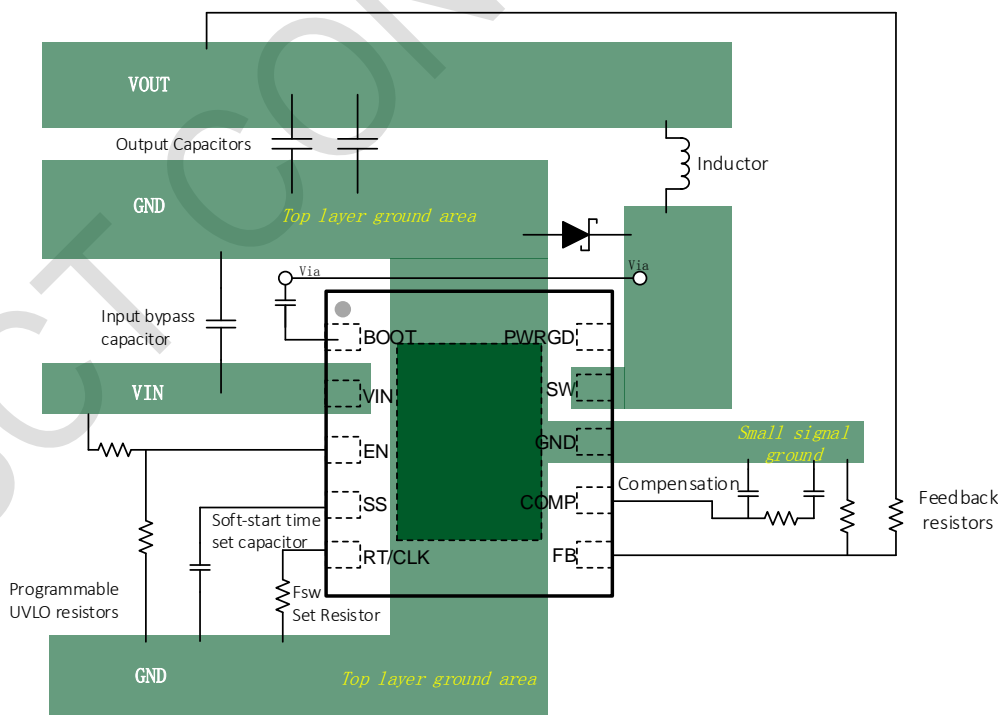 VOUT
Output Capacitors
Inductor
GND
Top layer ground area
Via
Via
Input bypass
capacitor
BOOT
PWRGD
VIN
VIN
SW
EN
GND
Small signal
ground
SS
COMP
Compensation
Soft-start time
set capacitor
Feedback
resistors
RT/CLK
FB
Programmable
UVLO resistors
Fsw
Set Resistor
GND
Top layer ground area